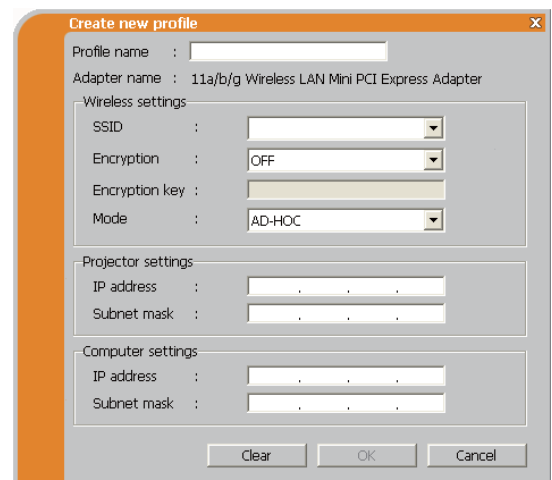 Create new profile x
Profile name :
Adapter name : 11a/b/g Wireless LAN Mini PCI Express Adapter
Wireless settings
SSID :
Encryption : OFF
Encryption key :
Mode : AD-HOC
Projector settings
IP address : . . .
Subnet mask : . . .
Computer settings
IP address : . . .
Subnet mask : . . .
Clear OK Cancel